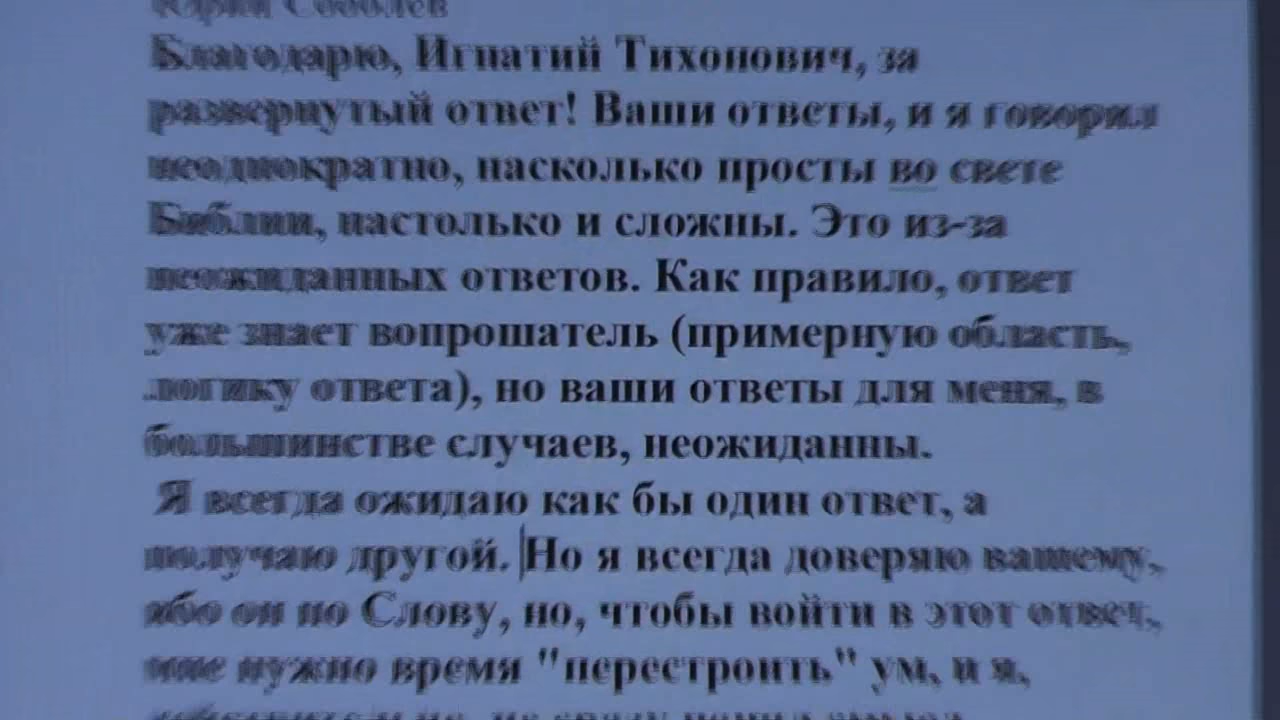 Юрий Соболев
Благодарю, Игнатий Тихонович, за
развернутый ответ! Ваши ответы, и я говорил
неоднократно, насколько просты во свете
Библии, настолько и сложны. Это из-за
неожиданных ответов. Как правило, ответ
уже знает вопрошатель (примерную область,
логику ответа), но ваши ответы для меня, в
большинстве случаев, неожиданны.
Я всегда ожидаю как бы один ответ, а
получаю другой. Но я всегда доверяю вашему,
ибо он по Слову, но, чтобы войти в этот ответ,
мне нужно время "перестроить" ум, и я,